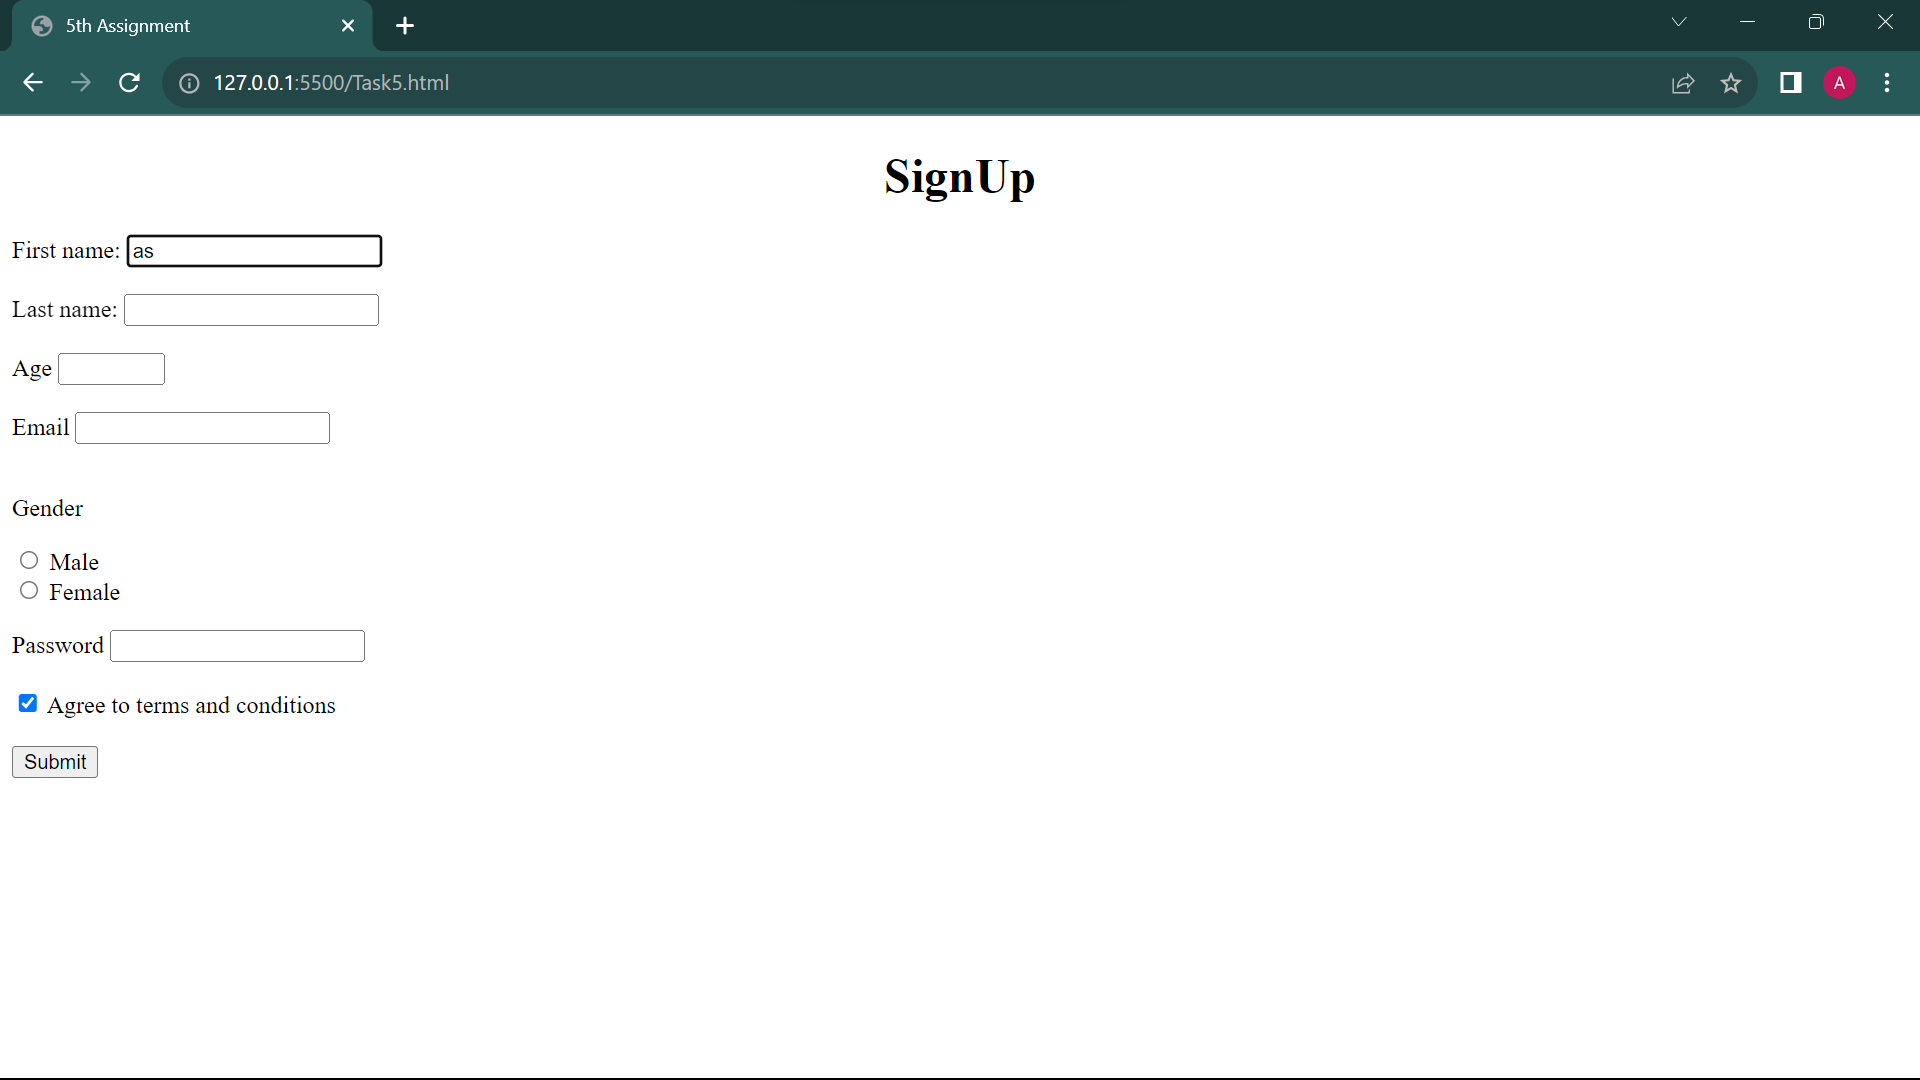 5th Assignment
127.0.0.1:5500/Task5.html
A
SignUp
First name: as
Last name:
Age
Email
Gender
Male
Female
Password
Agree to terms and conditions
Submit